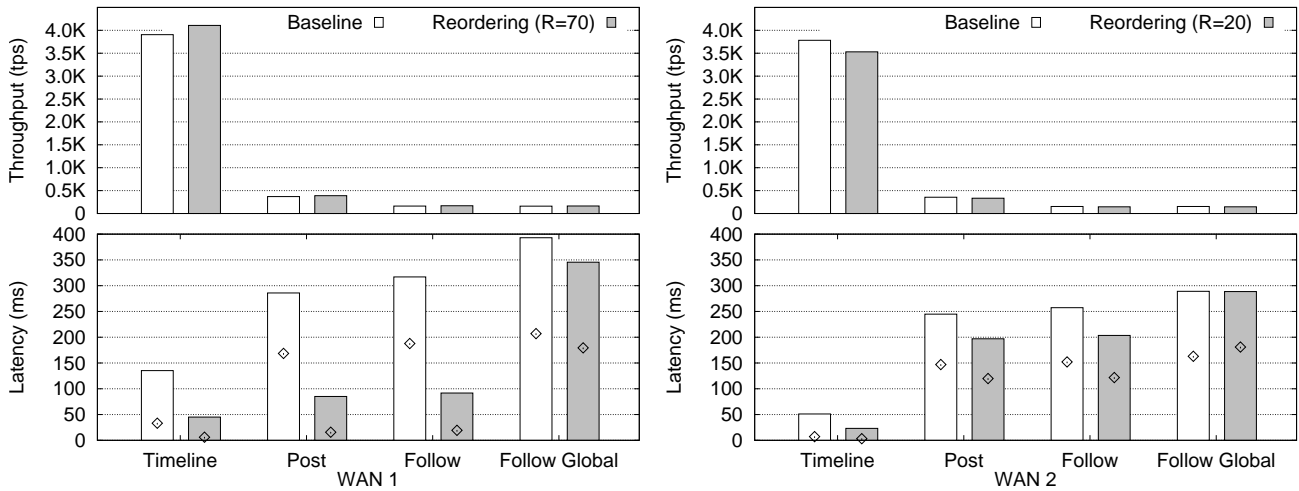 Baseline Reordering (R=70)
Throughput (tps)
4.0K
3.5K
3.0K
2.5K
2.0K
1.5K
1.0K
0.5K
0
Latency (ms)
400
350
300
250
200
150
100
50
0
Timeline Post Follow Follow Global
WAN 1
Baseline Reordering (R=20)
Throughput (tps)
4.0K
3.5K
3.0K
2.5K
2.0K
1.5K
1.0K
0.5K
0
Latency (ms)
400
350
300
250
200
150
100
50
0
Timeline Post Follow Follow Global
WAN 2